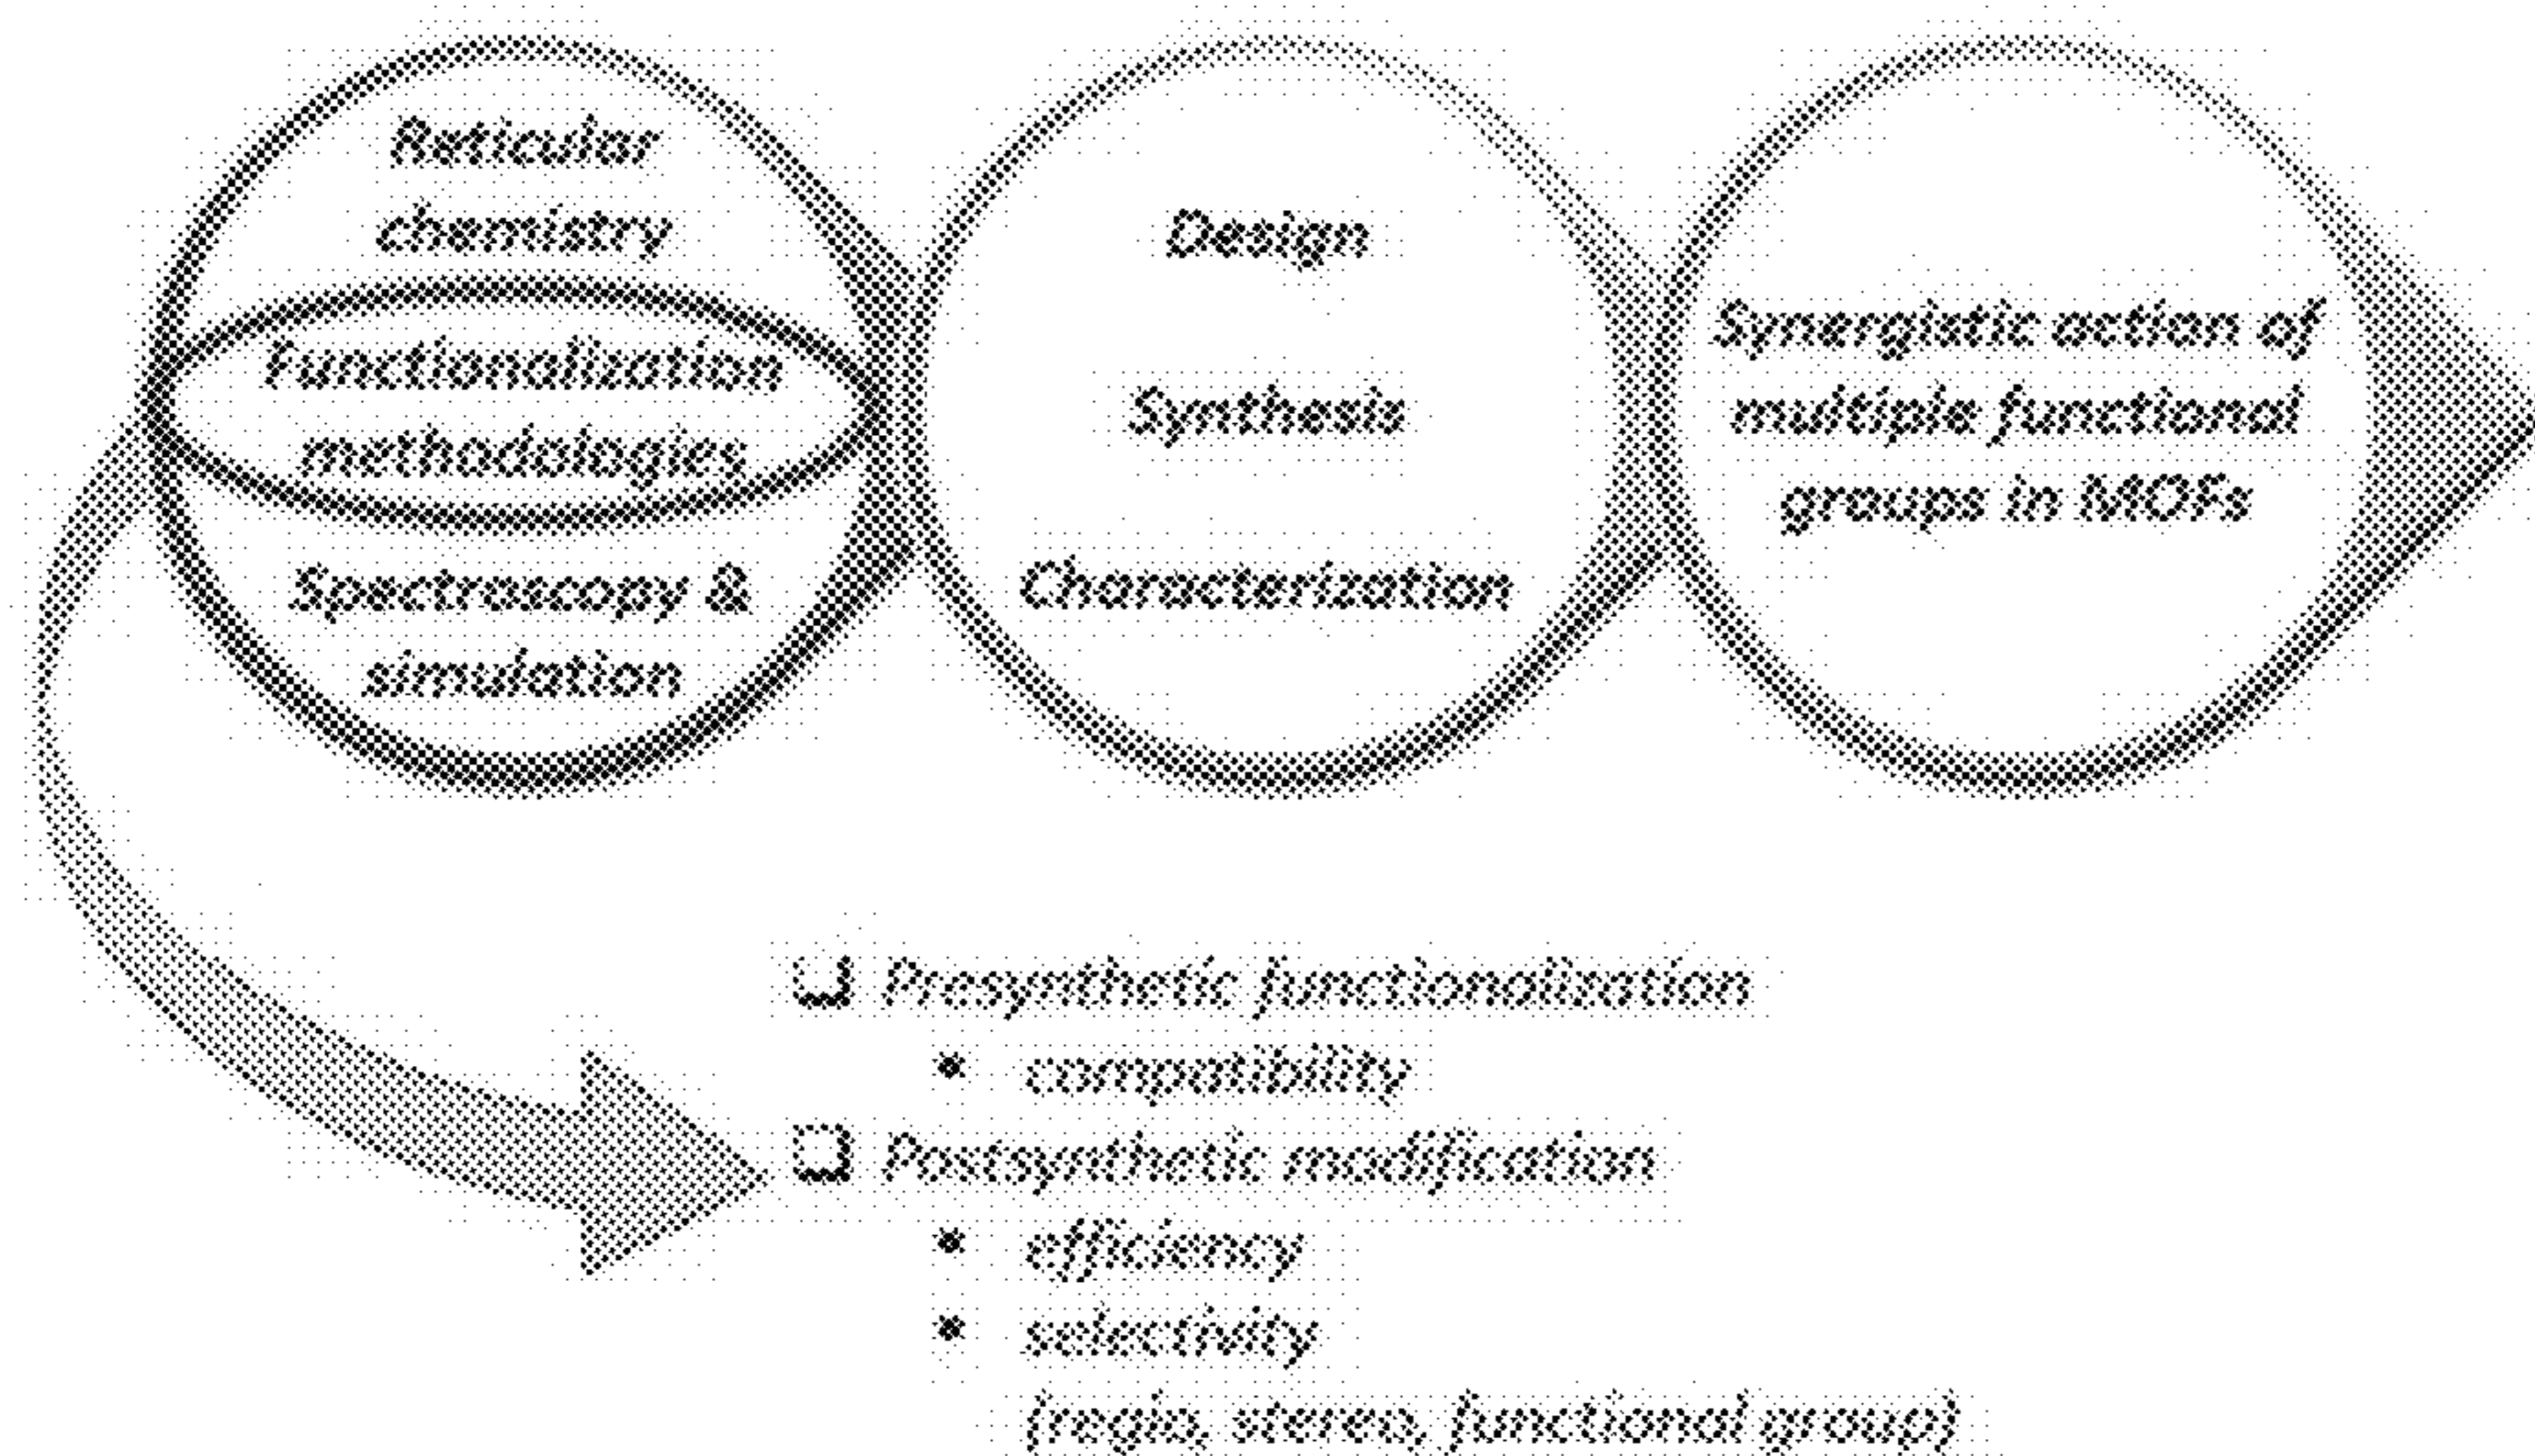 Reticular
chemistry
Functionalization
methodologies
Spectroscopy &
simulation
Design
Synthesis
Characterization
Synergistic action of
multiple functional
groups in MOFs
❑ Presynthetic functionalization
• compatibility
❑ Postsynthetic modification
• efficiency
• selectivity
(regio, stereo, functional group)